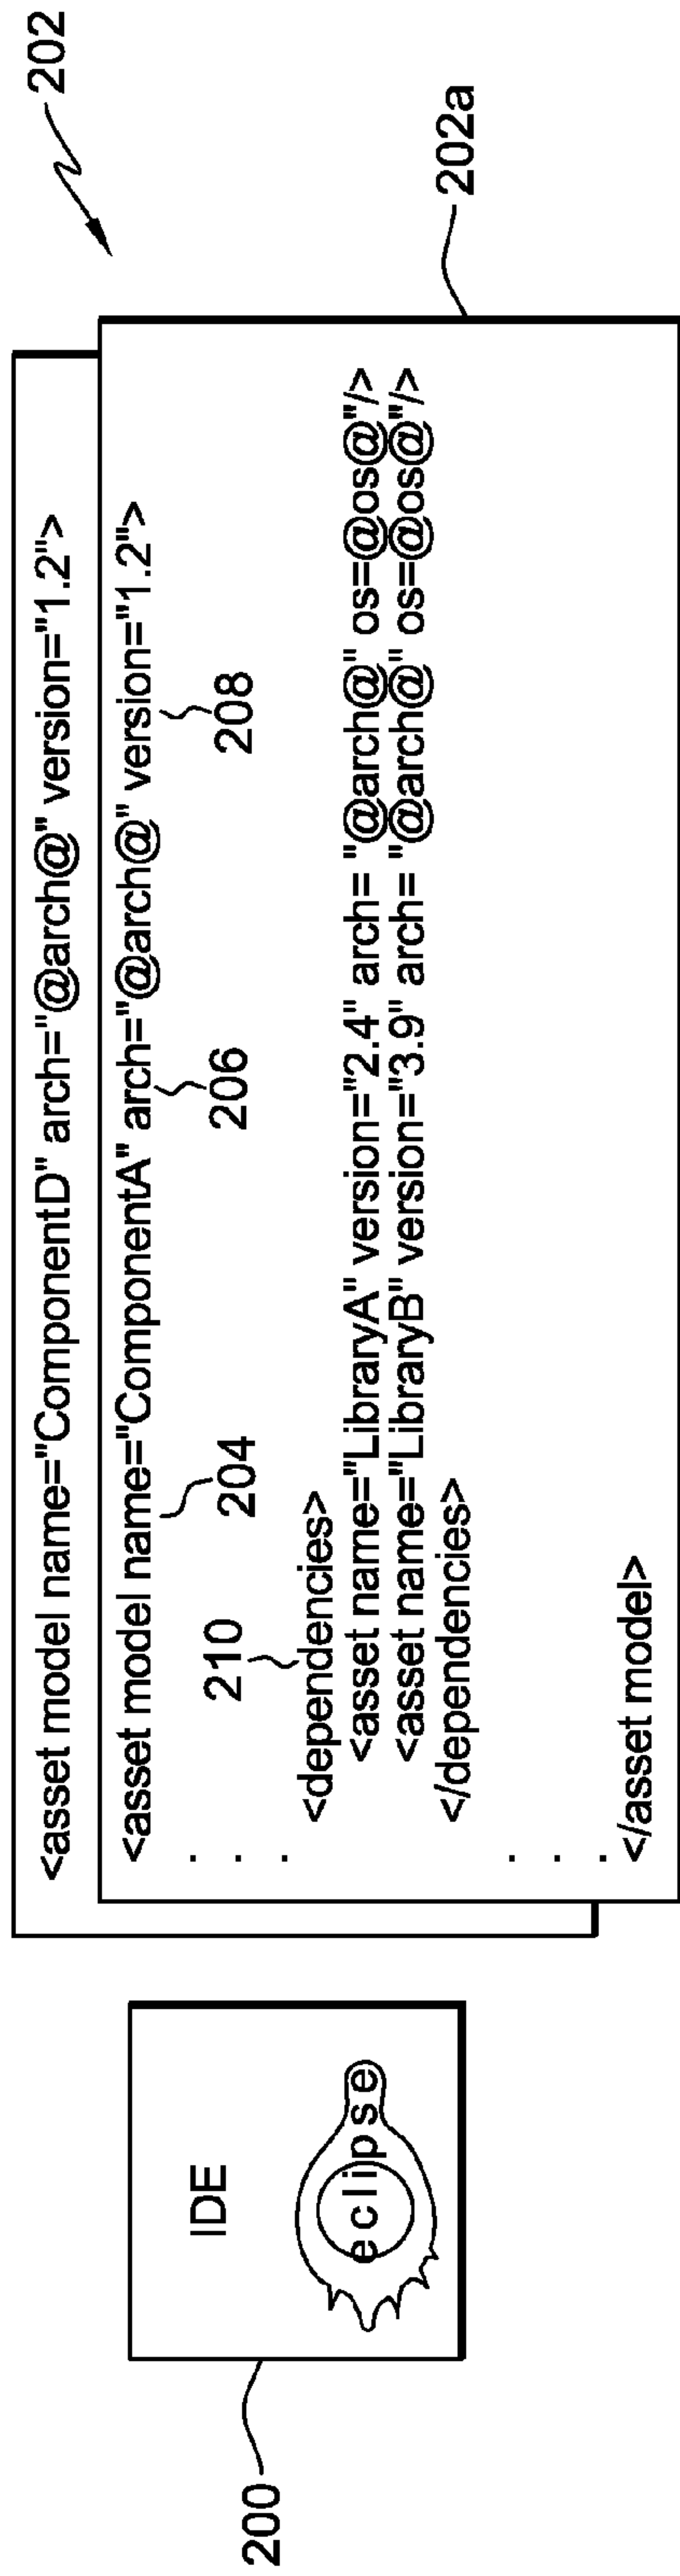 202
<asset model name="ComponentD" arch="@arch@" version="1.2">
<asset model name="ComponentA" arch="@arch@" version="1.2">
204
206
208
. . .
210
<dependencies>
<asset name="LibraryA" version="2.4" arch="@arch@" os=@os@"/>
<asset name="LibraryB" version="3.9" arch="@arch@" os=@os@"/>
</dependencies>
. . .
</asset model>
202a
IDE
eclipse
200